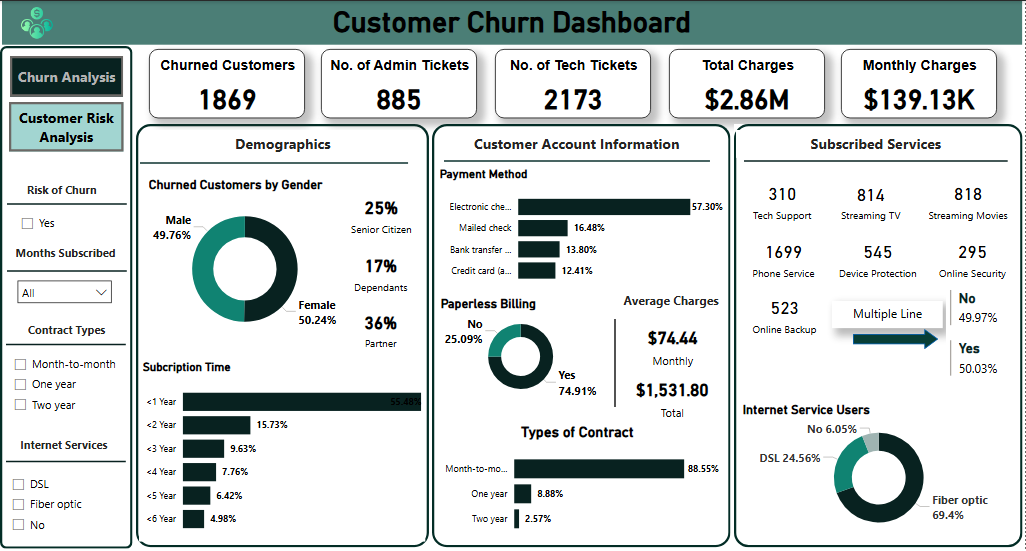 Customer Churn Dashboard
Churn Analysis
Customer Risk
Analysis
Risk of Churn
Yes
Months Subscribed
All
Contract Types
Month-to-month
One year
Two year
Internet Services
DSL
Fiber optic
No
Churned Customers
1869
No. of Admin Tickets
885
No. of Tech Tickets
2173
Total Charges
$2.86M
Monthly Charges
$139.13K
Demographics
Churned Customers by Gender
Male
49.76%
Female
50.24%
25%
Senior Citizen
17%
Dependants
36%
Partner
Subcription Time
<1 Year 55.48%
<2 Year 15.73%
<3 Year 9.63%
<4 Year 7.76%
<5 Year 6.42%
<6 Year 4.98%
Customer Account Information
Payment Method
Electronic che... 57.30%
Mailed check 16.48%
Bank transfer ... 13.80%
Credit card (a... 12.41%
Paperless Billing
No
25.09%
Yes
74.91%
Average Charges
$74.44
Monthly
$1,531.80
Total
Types of Contract
Month-to-mo... 88.55%
One year 8.88%
Two year 2.57%
Subscribed Services
310
Tech Support
814
Streaming TV
818
Streaming Movies
1699
Phone Service
545
Device Protection
295
Online Security
523
Online Backup
Multiple Line
No
49.97%
Yes
50.03%
Internet Service Users
No 6.05%
DSL 24.56%
Fiber optic
69.4%